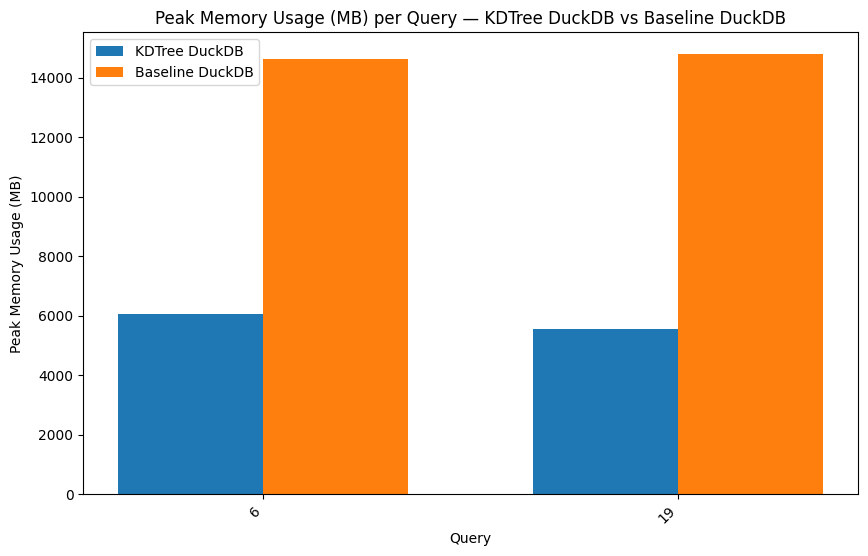 Peak Memory Usage (MB) per Query — KDTree DuckDB vs Baseline DuckDB
KDTree DuckDB
Baseline DuckDB
Peak Memory Usage (MB)
14000
12000
10000
8000
6000
4000
2000
0
6
19
Query